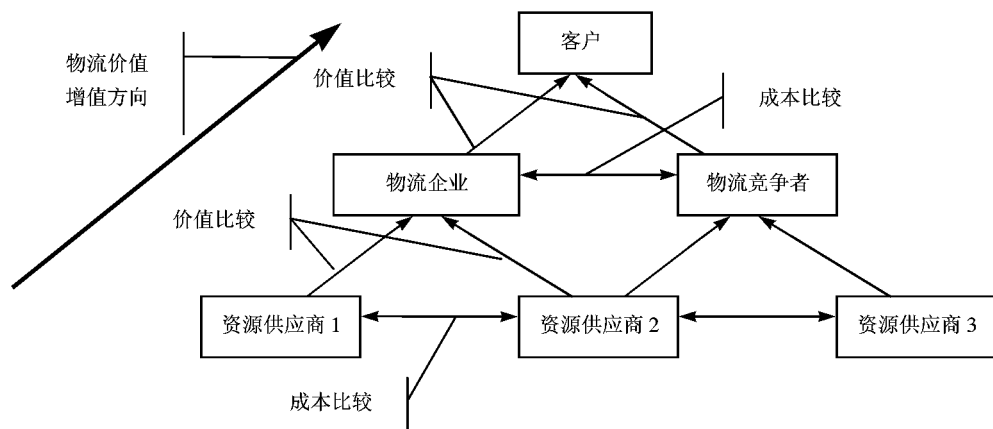 客户
物流价值
增值方向
价值比较
成本比较
物流企业
物流竞争者
价值比较
资源供应商 1
资源供应商 2
资源供应商 3
成本比较